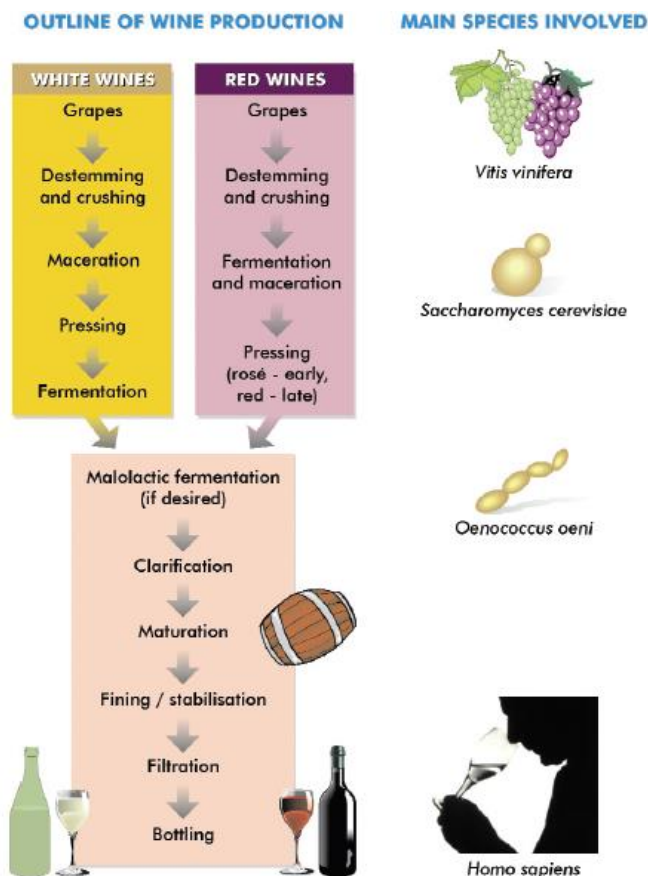 OUTLINE OF WINE PRODUCTION
MAIN SPECIES INVOLVED
WHITE WINES
Grapes
Destemming
and crushing
Maceration
Pressing
Fermentation
RED WINES
Grapes
Destemming
and crushing
Fermentation
and maceration
Pressing
(rosé - early,
red - late)
Malolactic fermentation
(if desired)
Clarification
Maturation
Fining / stabilisation
Filtration
Bottling
Vitis vinifera
Saccharomyces cerevisiae
Oenococcus oeni
Homo sapiens